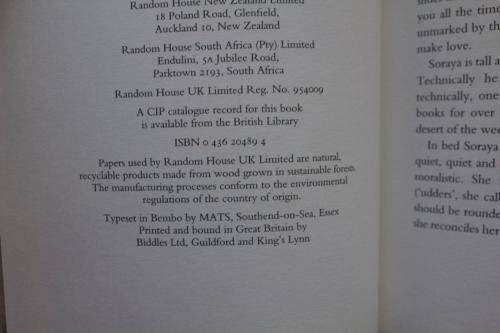 Random House New Zealand Limited
18 Poland Road, Glenfield,
Auckland 10, New Zealand
Random House South Africa (Pty) Limited
Endulini, 5A Jubilee Road,
Parktown 2193, South Africa
Random House UK Limited Reg. No. 954009
A CIP catalogue record for this book
is available from the British Library
ISBN 0 436 20489 4
Papers used by Random House UK Limited are natural,
recyclable products made from wood grown in sustainable forests.
The manufacturing processes conform to the environmental
regulations of the country of origin.
Typeset in Bembo by MATS, Southend-on-Sea, Essex
Printed and bound in Great Britain by
Biddles Ltd, Guildford and King's Lynn
you all the time
unmarked by th
make love.
Soraya is tall a
Technically he
technically, one
books for over
desert of the wee
In bed Soraya
quiet, quiet and
moralistic. She
('udders', she call
should be rounde
she reconciles her